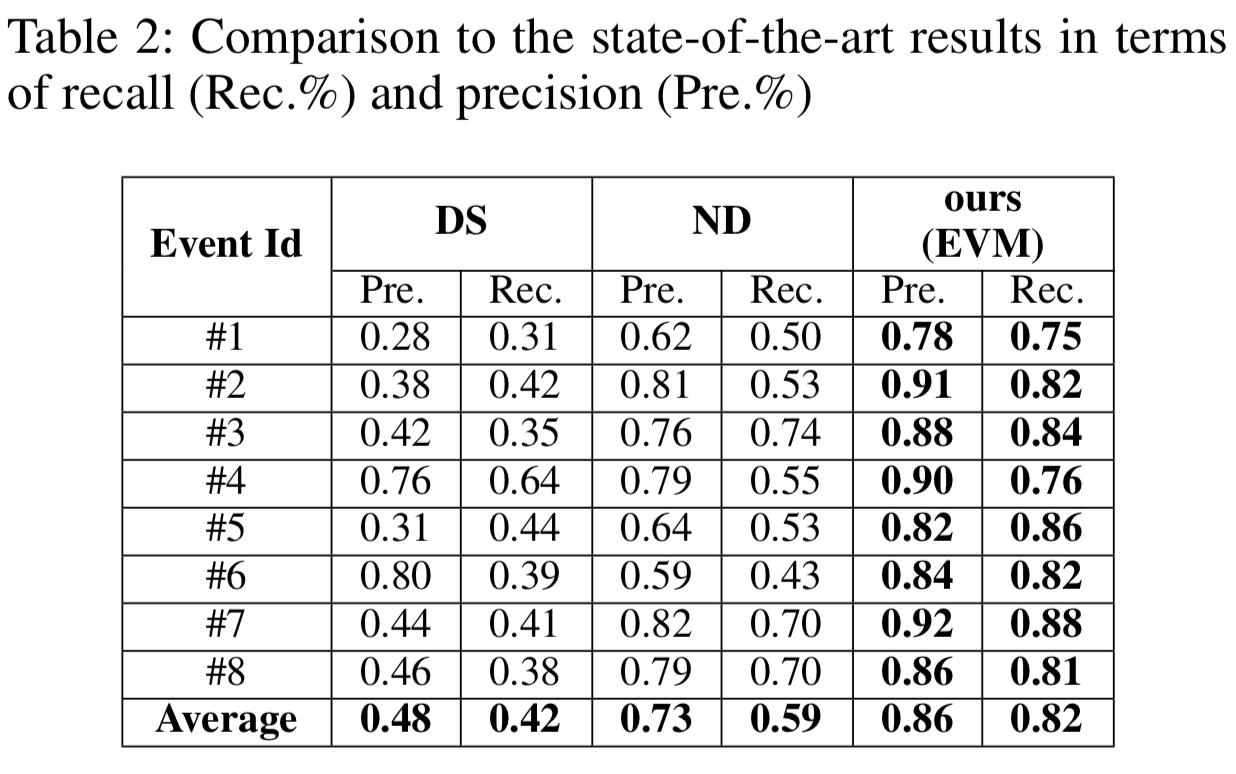 Table 2: Comparison to the state-of-the-art results in terms
of recall (Rec.%) and precision (Pre.%)
Event Id DS ND ours (EVM)
Pre. Rec. Pre. Rec. Pre. Rec.
#1 0.28 0.31 0.62 0.50 0.78 0.75
#2 0.38 0.42 0.81 0.53 0.91 0.82
#3 0.42 0.35 0.76 0.74 0.88 0.84
#4 0.76 0.64 0.79 0.55 0.90 0.76
#5 0.31 0.44 0.64 0.53 0.82 0.86
#6 0.80 0.39 0.59 0.43 0.84 0.82
#7 0.44 0.41 0.82 0.70 0.92 0.88
#8 0.46 0.38 0.79 0.70 0.86 0.81
Average 0.48 0.42 0.73 0.59 0.86 0.82